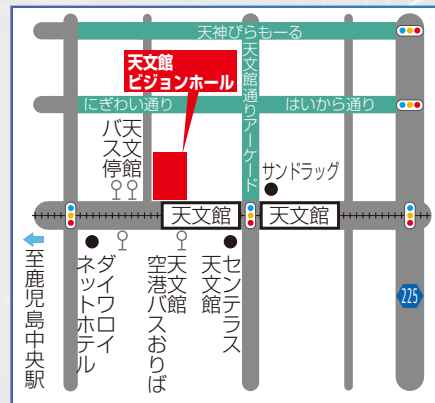 天神ぴらもーる
天文館
ビジョンホール
天文館通りアーケード
にぎわい通り
はいから通り
天文館
バス停
サンドラッグ
天文館
天文館
225
至鹿児島中央駅
ダイワロイ
ネットホテル
天文館
空港バスおりば
センテラス
天文館